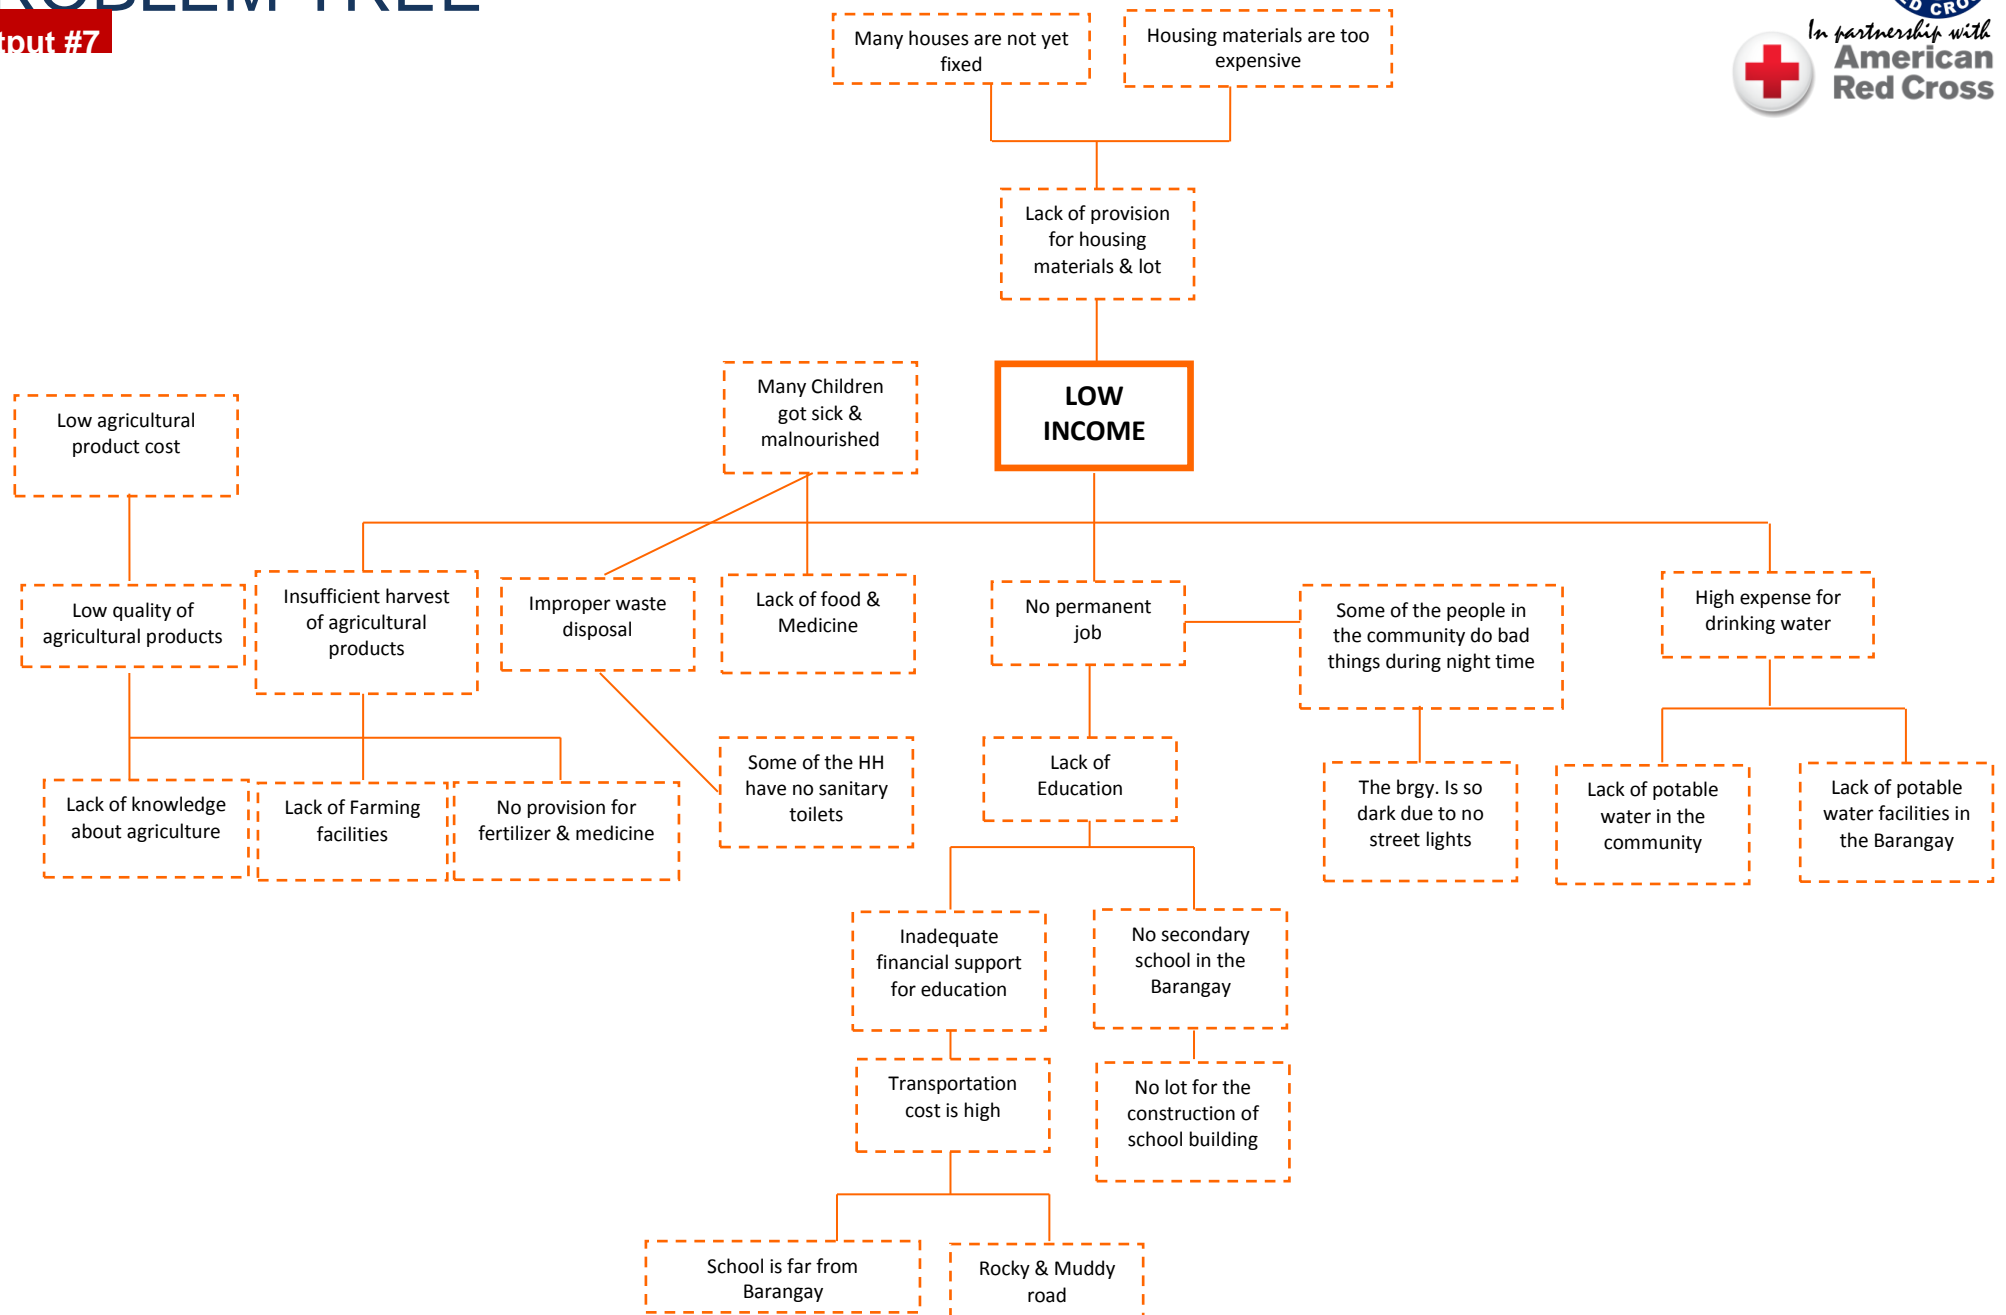 PROBLEM TREE
tput #7
ED CROS
In partnership with
American
Red Cross
Many houses are not yet
fixed
Housing materials are too
expensive
Lack of provision
for housing
materials & lot
LOW
INCOME
Many Children
got sick &
malnourished
Low agricultural
product cost
Low quality of
agricultural products
Insufficient harvest
of agricultural
products
Improper waste
disposal
Lack of food &
Medicine
No permanent
job
Some of the people in
the community do bad
things during night time
High expense for
drinking water
Lack of knowledge
about agriculture
Lack of Farming
facilities
No provision for
fertilizer & medicine
Some of the HH
have no sanitary
toilets
Lack of
Education
The brgy. Is so
dark due to no
street lights
Lack of potable
water in the
community
Lack of potable
water facilities in
the Barangay
Inadequate
financial support
for education
No secondary
school in the
Barangay
Transportation
cost is high
No lot for the
construction of
school building
School is far from
Barangay
Rocky & Muddy
road